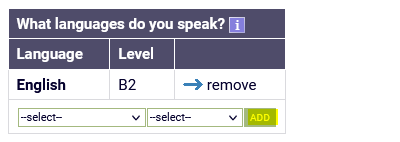 What languages do you speak? i
Language Level
English B2 remove
--select-- --select-- ADD